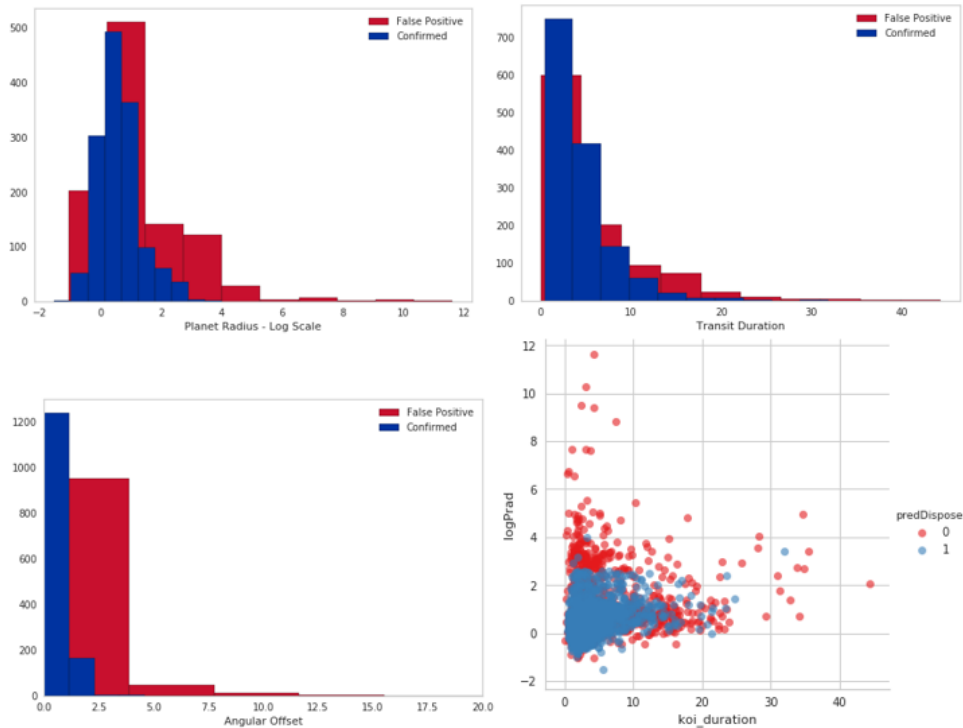 500
400
300
200
100
0
False Positive
Confirmed
−2 0 2 4 6 8 10 12
Planet Radius - Log Scale
700
600
500
400
300
200
100
0
False Positive
Confirmed
0 10 20 30 40
Transit Duration
1200
1000
800
600
400
200
0
False Positive
Confirmed
0.0 2.5 5.0 7.5 10.0 12.5 15.0 17.5 20.0
Angular Offset
12
10
8
6
4
2
0
−2
logPrad
0 10 20 30 40
koi_duration
predDispose
0
1